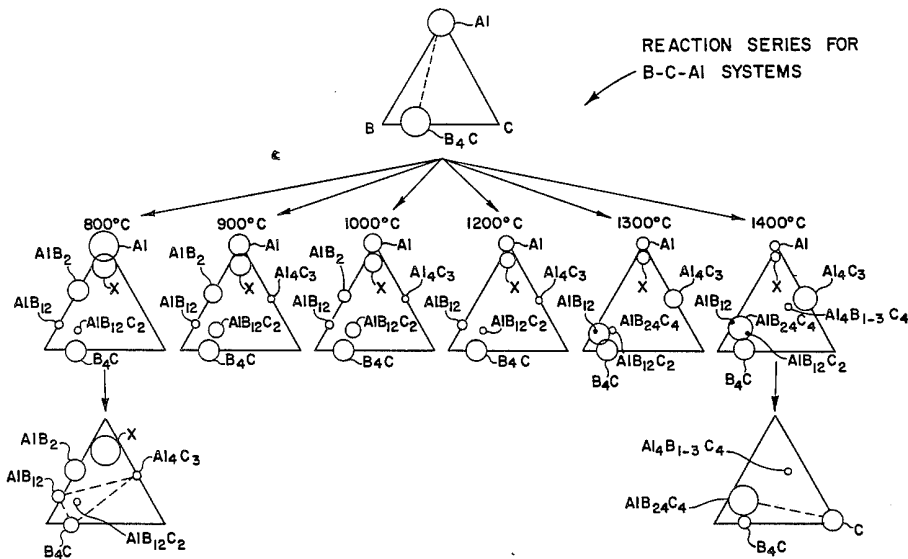 Al
REACTION SERIES FOR
B-C-Al SYSTEMS
B
C
B4C
800°C
900°C
1000°C
1200°C
1300°C
1400°C
Al
AlB2
X
AlB12
AlB12C2
B4C
Al
AlB2
Al4C3
X
AlB12
AlB12C2
B4C
Al
AlB2
Al4C3
X
AlB12
AlB12C2
B4C
Al
Al4C3
X
AlB12
AlB12C2
B4C
Al
Al4C3
X
AlB12
AlB24C4
AlB12C2
B4C
Al
Al4C3
X
AlB12
Al4B1-3C4
AlB24C4
AlB12C2
B4C
AlB2
X
Al4C3
AlB12
AlB12C2
B4C
Al4B1-3C4
AlB24C4
C
B4C